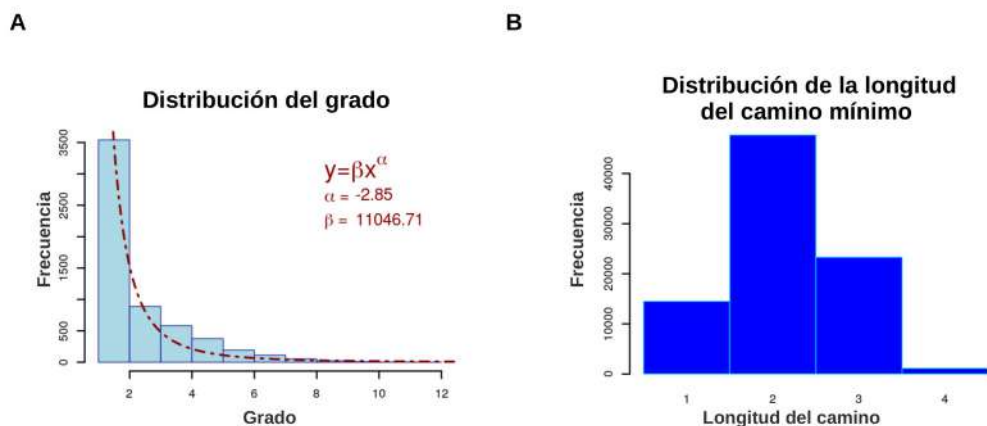 A
Distribución del grado
Frecuencia
3500
2500
1500
500
0
y=βx^α
α = -2.85
β = 11046.71
2 4 6 8 10 12
Grado
B
Distribución de la longitud
del camino mínimo
Frecuencia
40000
30000
20000
10000
0
1 2 3 4
Longitud del camino